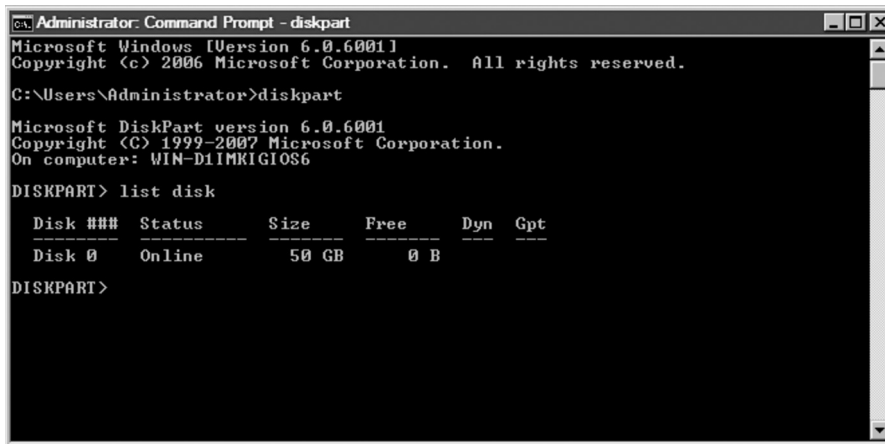 Administrator: Command Prompt - diskpart
Microsoft Windows [Version 6.0.6001]
Copyright (c) 2006 Microsoft Corporation.  All rights reserved.
C:\Users\Administrator>diskpart
Microsoft DiskPart version 6.0.6001
Copyright (C) 1999-2007 Microsoft Corporation.
On computer: WIN-D1IMKIGIOS6
DISKPART> list disk
  Disk ###  Status      Size     Free     Dyn  Gpt
  --------  ----------  -------  -------  ---  ---
  Disk 0    Online        50 GB      0 B
DISKPART>